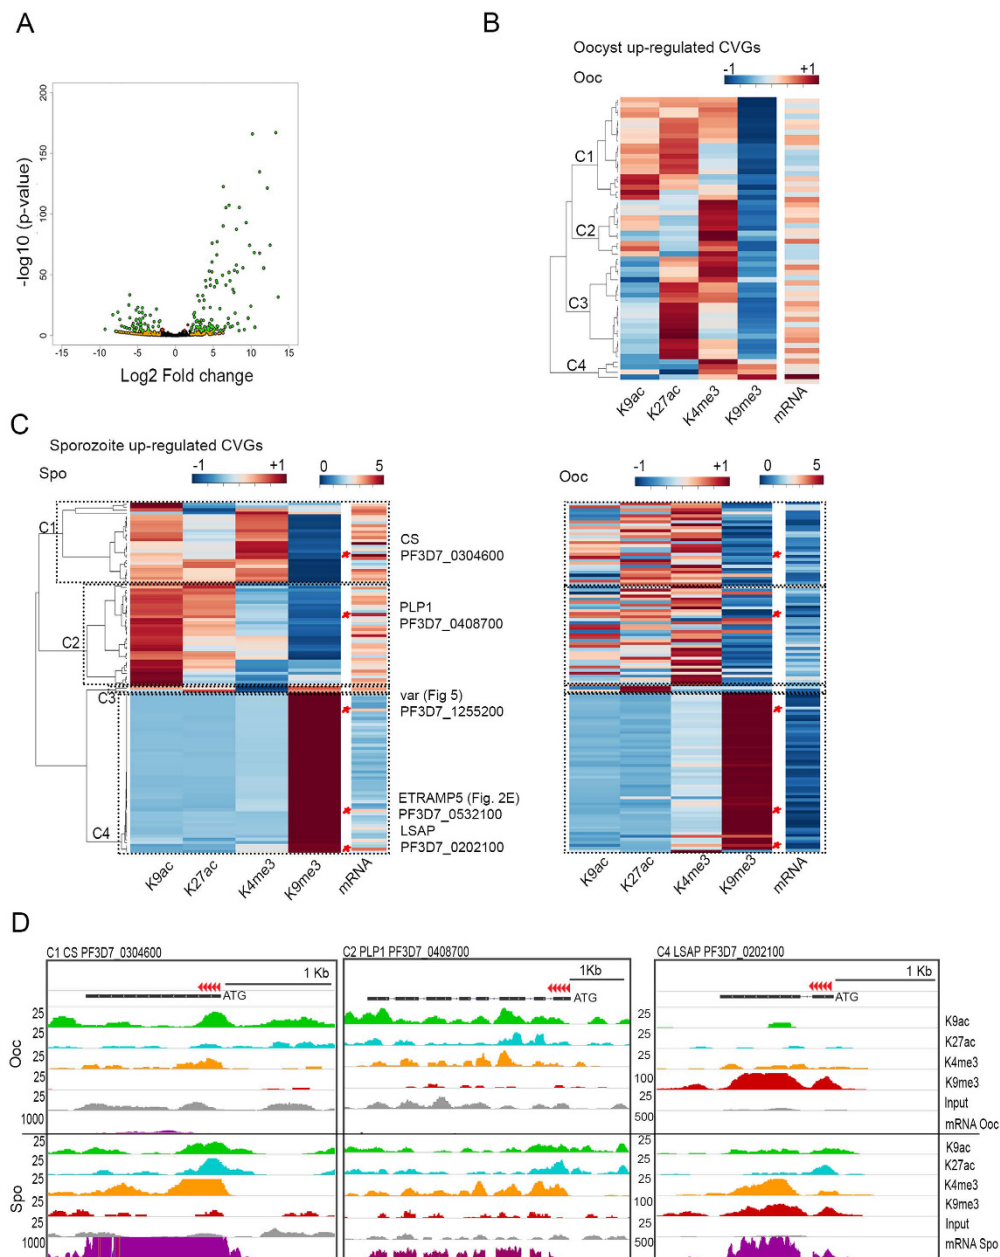 A
200
150
100
50
0
-log10 (p-value)
-15
-10
-5
0
5
10
15
Log2 Fold change
B
Oocyst up-regulated CVGs
Ooc
-1
+1
C1
C2
C3
C4
K9ac
K27ac
K4me3
K9me3
mRNA
C
Sporozoite up-regulated CVGs
Spo
-1
+1
0
5
C1
C2
C3
C4
CS
PF3D7_0304600
PLP1
PF3D7_0408700
var (Fig 5)
PF3D7_1255200
ETRAMP5 (Fig. 2E)
PF3D7_0532100
LSAP
PF3D7_0202100
K9ac
K27ac
K4me3
K9me3
mRNA
Ooc
-1
+1
0
5
K9ac
K27ac
K4me3
K9me3
mRNA
D
C1 CS PF3D7_0304600
1 Kb
ATG
C2 PLP1 PF3D7_0408700
1Kb
ATG
C4 LSAP PF3D7_0202100
1 Kb
ATG
Ooc
25
25
25
25
25
1000
25
100
500
K9ac
K27ac
K4me3
K9me3
Input
mRNA Ooc
Spo
25
25
25
25
25
1000
500
25
25
25
100
25
500
K9ac
K27ac
K4me3
K9me3
Input
mRNA Spo